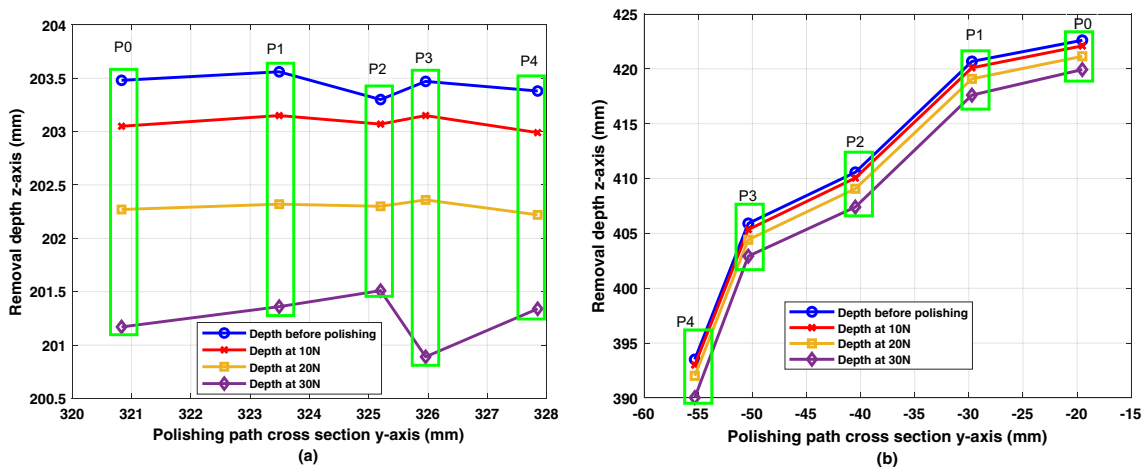 (a)
204
203.5
203
202.5
202
201.5
201
200.5
320
321
322
323
324
325
326
327
328
Removal depth z-axis (mm)
Polishing path cross section y-axis (mm)
P0
P1
P2
P3
P4
Depth before polishing
Depth at 10N
Depth at 20N
Depth at 30N
(a)
(b)
425
420
415
410
405
400
395
390
-60
-55
-50
-45
-40
-35
-30
-25
-20
-15
Removal depth z-axis (mm)
Polishing path cross section y-axis (mm)
P4
P3
P2
P1
P0
Depth before polishing
Depth at 10N
Depth at 20N
Depth at 30N
(b)